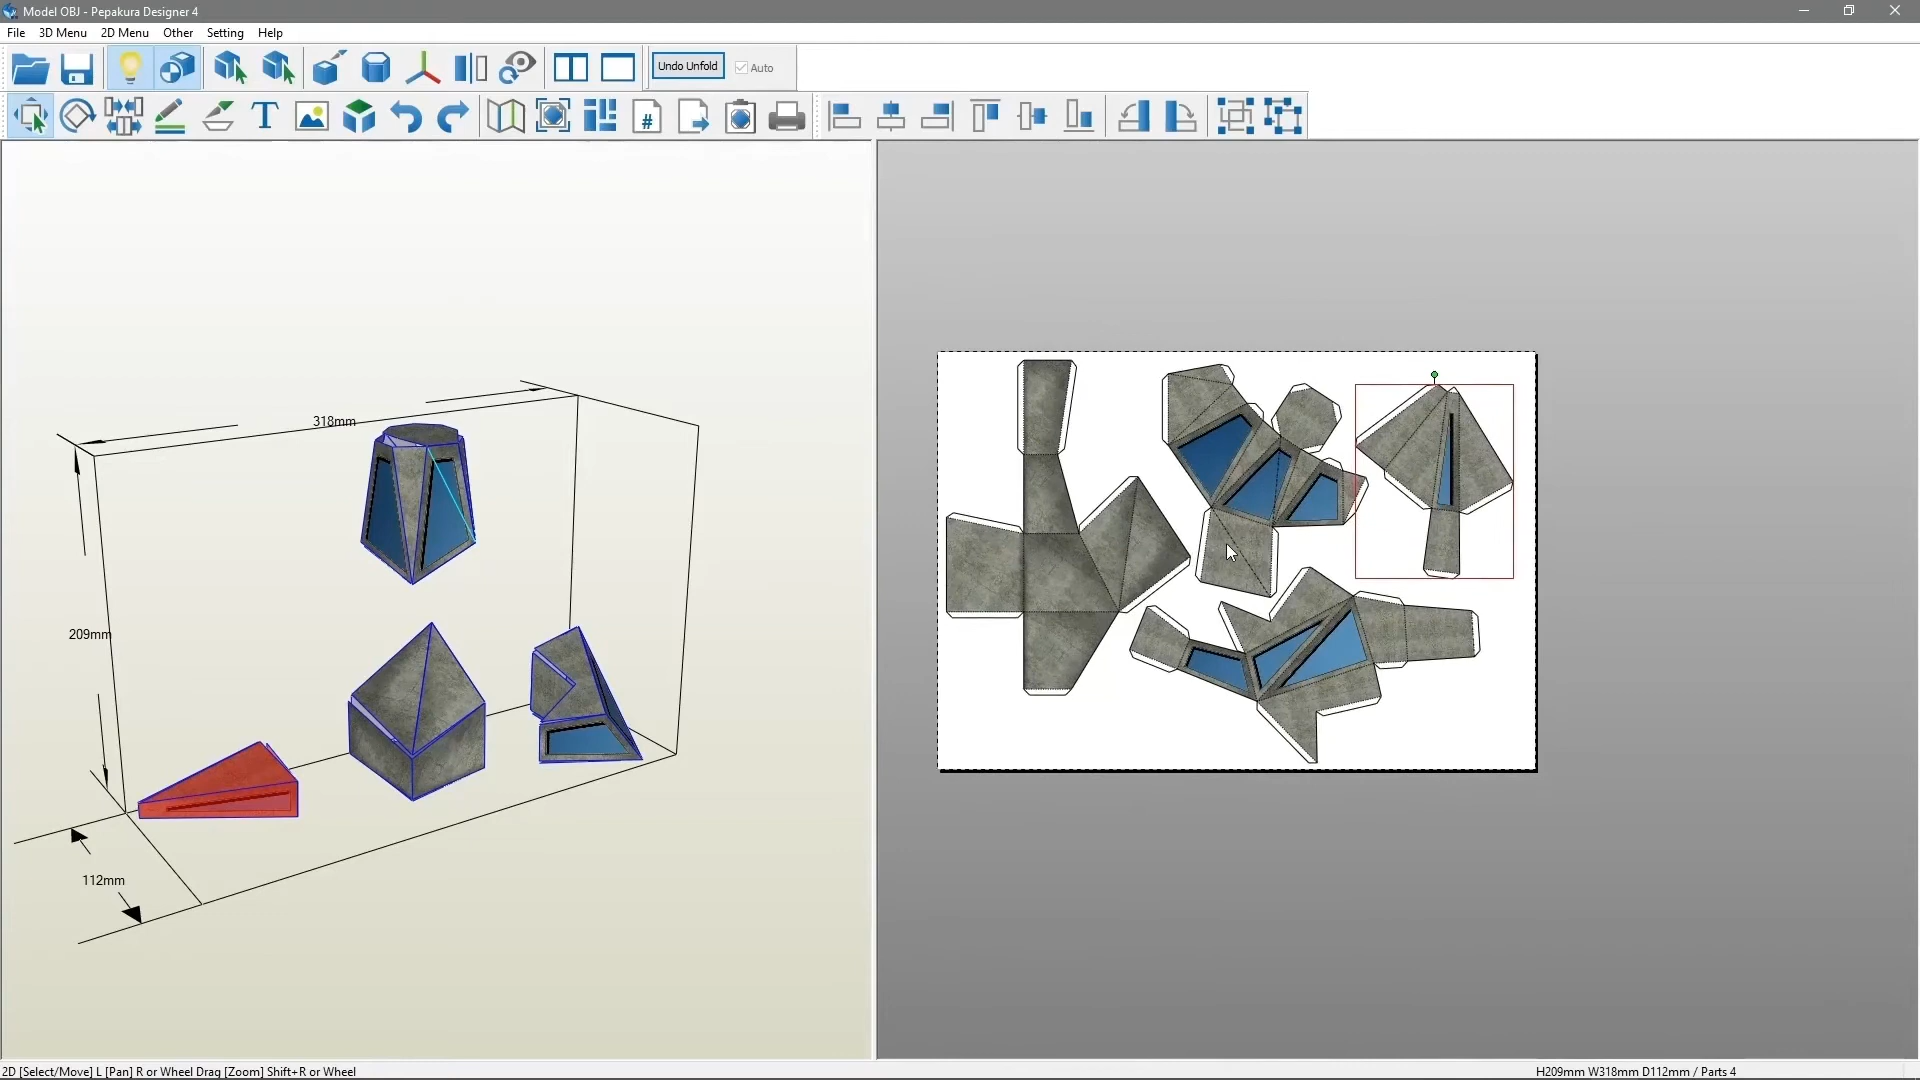 Model OBJ - Pepakura Designer 4
File 3D Menu 2D Menu Other Setting Help
Undo Unfold Auto
T #
318mm
209mm
112mm
2D [Select/Move] L [Pan] R or Wheel Drag [Zoom] Shift+R or Wheel
H209mm W318mm D112mm / Parts 4